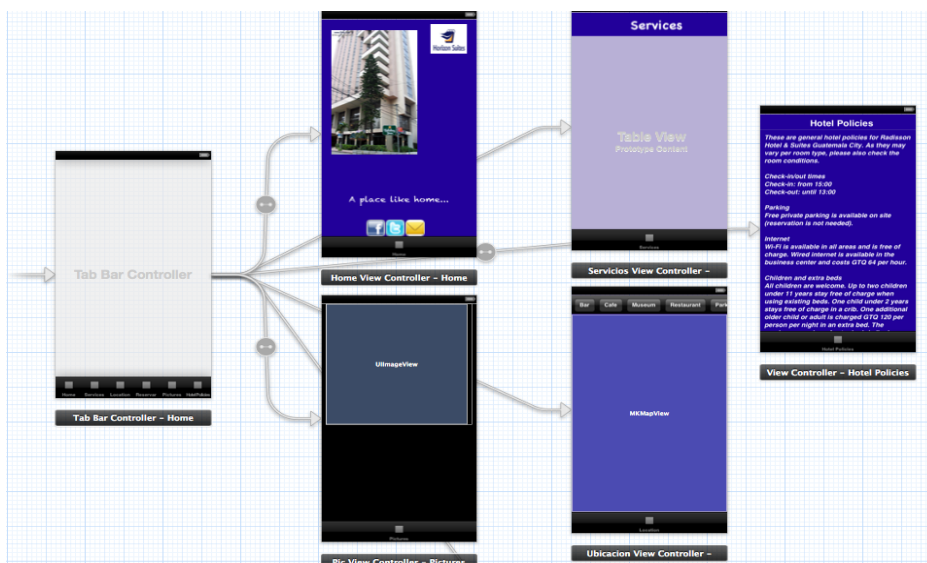 Tab Bar Controller
Home Services Location Reservar Pictures Hotel Policies
Tab Bar Controller – Home
Horizon Suites
A place like home...
Home
Home View Controller – Home
UIImageView
Pictures
Pic View Controller – Pictures
Services
Table View
Prototype Content
Services
Servicios View Controller –
Bar Cafe Museum Restaurant Park
MKMapView
Location
Ubicacion View Controller –
Hotel Policies
These are general hotel policies for Radisson
Hotel & Suites Guatemala City. As they may
vary per room type, please also check the
room conditions.
Check-in/out times
Check-in: from 15:00
Check-out: until 13:00
Parking
Free private parking is available on site
(reservation is not needed).
Internet
Wi-Fi is available in all areas and is free of
charge. Wired internet is available in the
business center and costs GTQ 64 per hour.
Children and extra beds
All children are welcome. Up to two children
under 11 years stay free of charge when
using existing beds. One child under 2 years
stays free of charge in a crib. One additional
older child or adult is charged GTQ 120 per
person per night in an extra bed. The
Hotel Policies
View Controller – Hotel Policies